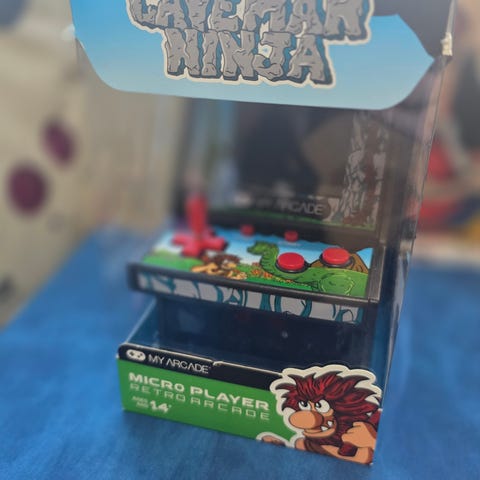 CAVEMAN
NINJA
MY ARCADE
MY ARCADE
MICRO PLAYER
RETRO ARCADE
AGES
14+